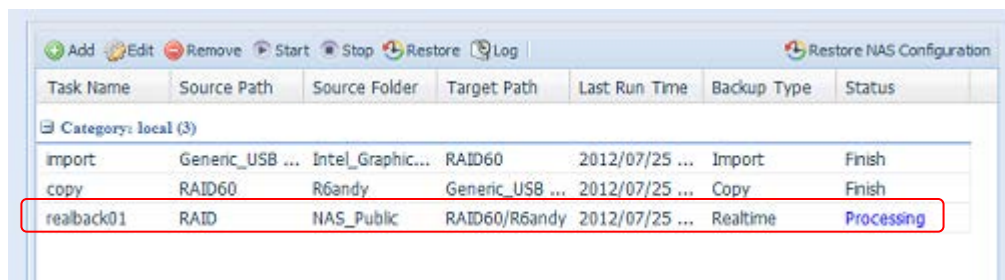 Add Edit Remove Start Stop Restore Log Restore NAS Configuration
Task Name Source Path Source Folder Target Path Last Run Time Backup Type Status
Category: local (3)
import Generic_USB ... Intel_Graphic... RAID60 2012/07/25 ... Import Finish
copy RAID60 R6andy Generic_USB ... 2012/07/25 ... Copy Finish
realback01 RAID NAS_Public RAID60/R6andy 2012/07/25 ... Realtime Processing